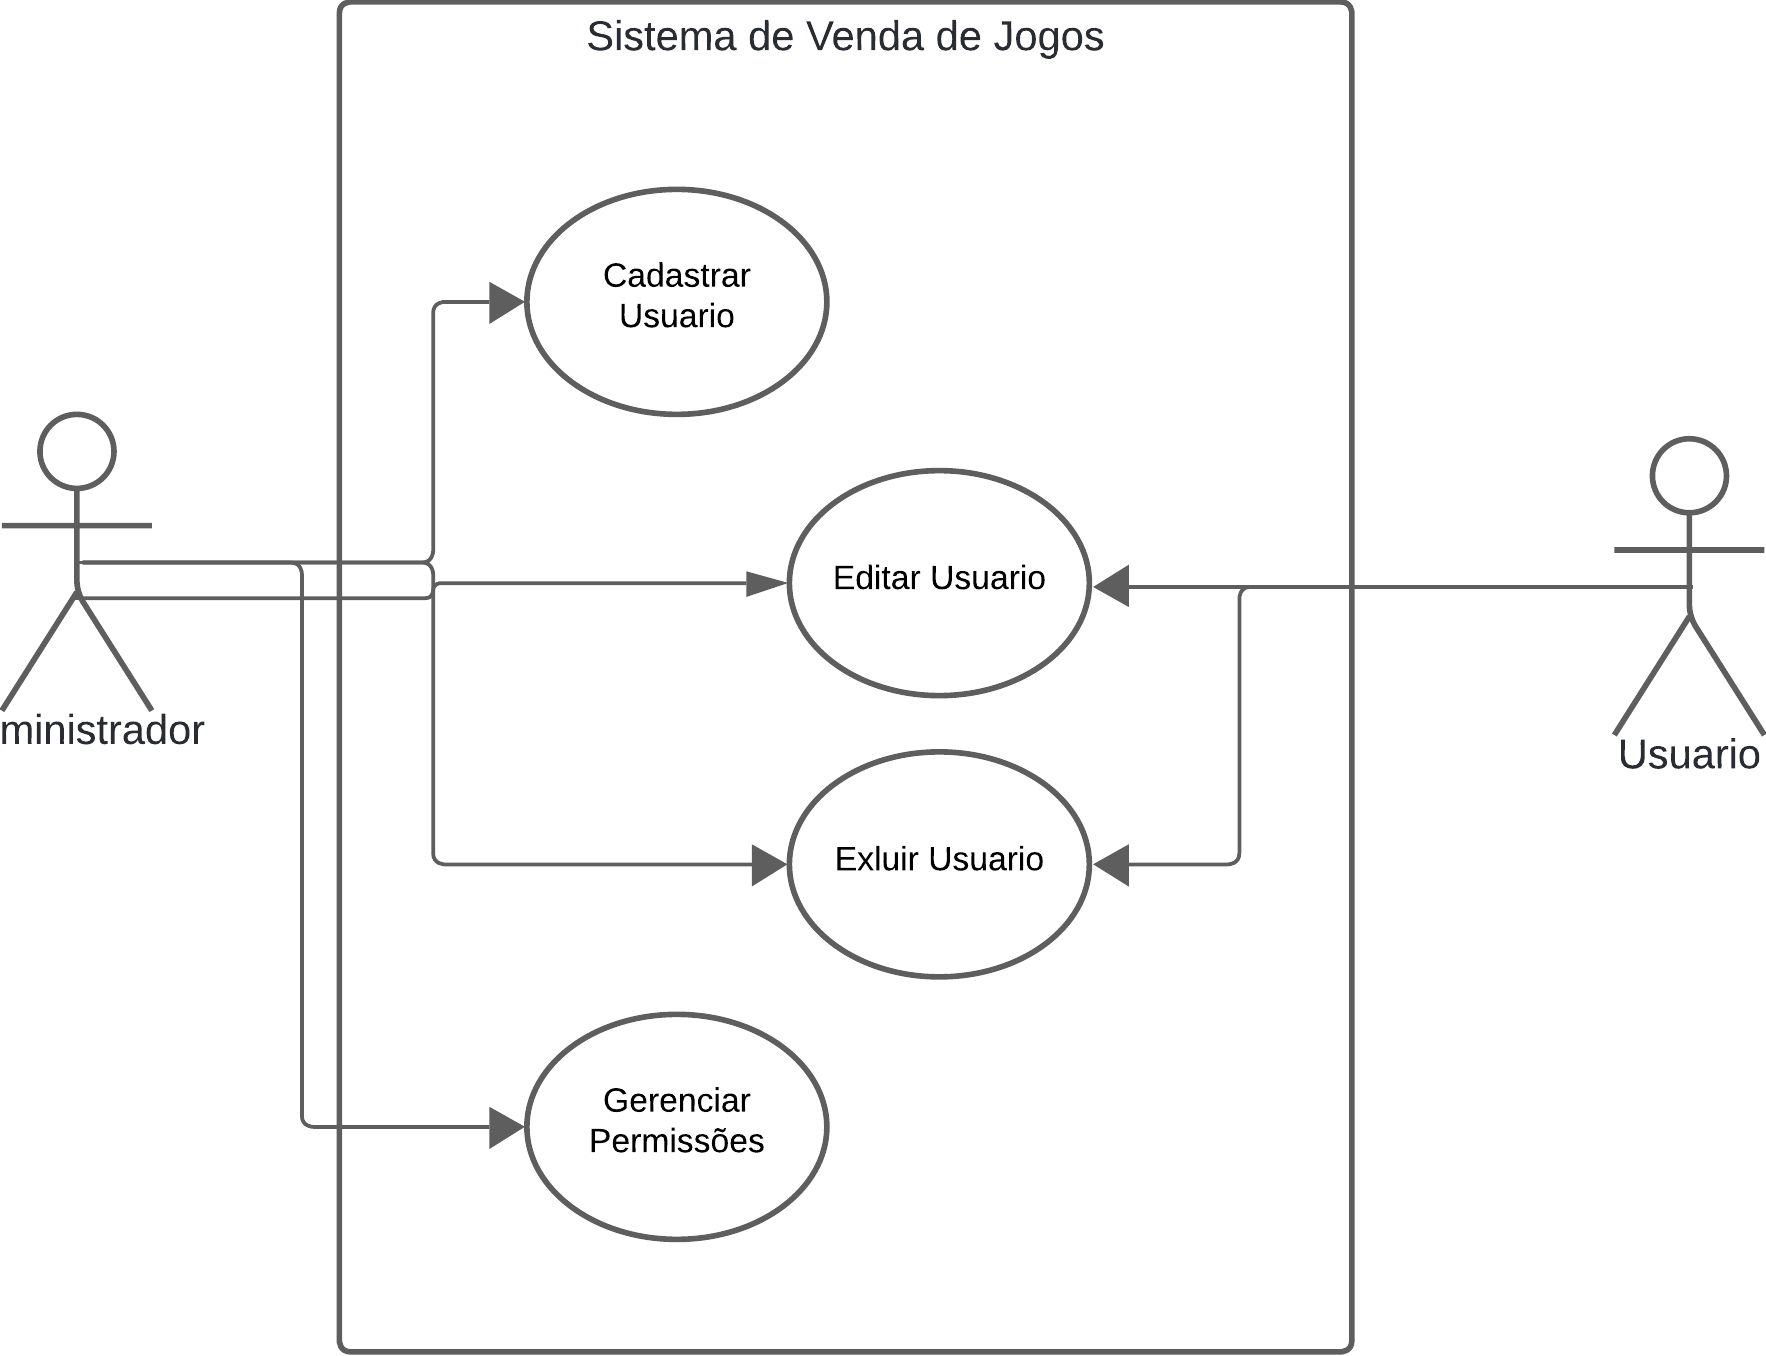 Sistema de Venda de Jogos
Cadastrar
Usuario
Editar Usuario
ministrador
Usuario
Exluir Usuario
Gerenciar
Permissões